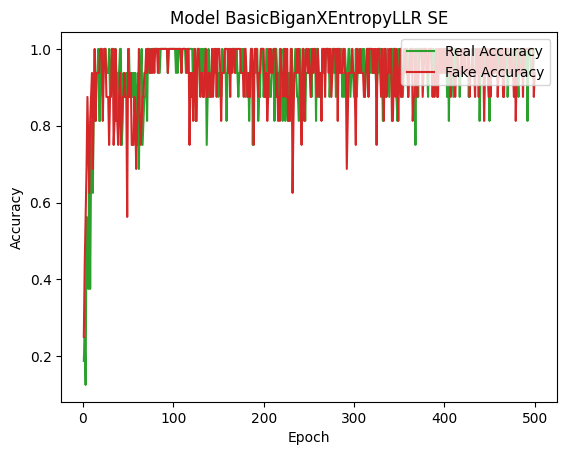 Model BasicBiganXEntropyLLR SE
Real Accuracy
Fake Accuracy
1.0
0.8
0.6
0.4
0.2
Accuracy
0
100
200
300
400
500
Epoch